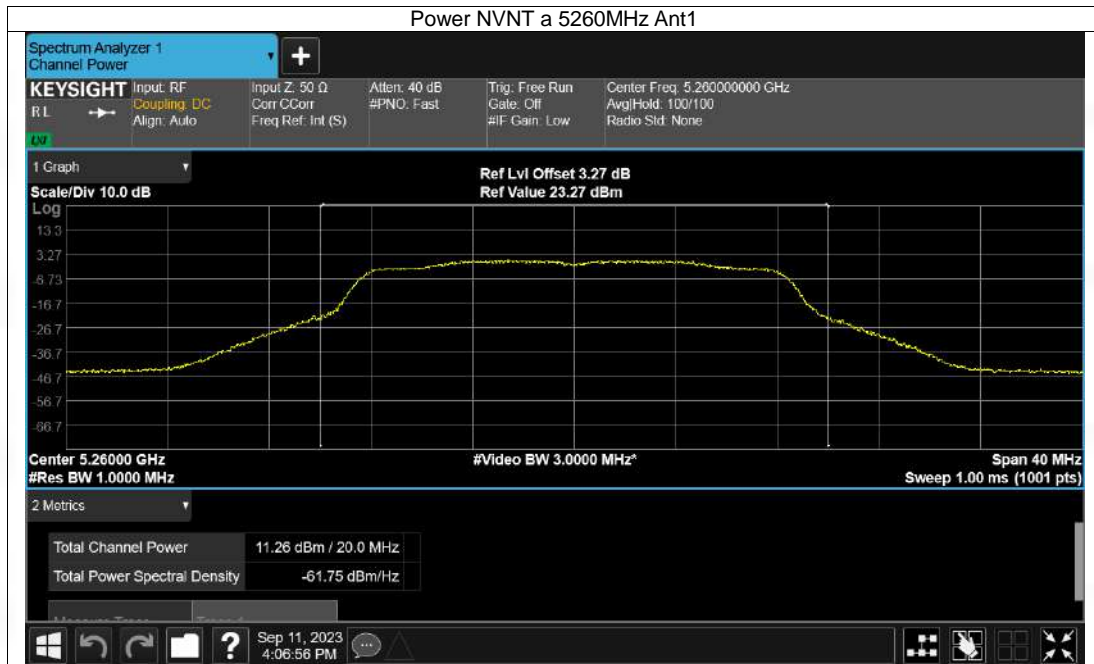 Power NVNT a 5260MHz Ant1
Spectrum Analyzer 1
Channel Power
KEYSIGHT
RL
LXI
Input: RF
Coupling: DC
Align: Auto
Input Z: 50 Ω
Corr CCorr
Freq Ref: Int (S)
Atten: 40 dB
#PNO: Fast
Trig: Free Run
Gate: Off
#IF Gain: Low
Center Freq: 5.260000000 GHz
Avg|Hold: 100/100
Radio Std: None
1 Graph
Scale/Div 10.0 dB
Ref Lvl Offset 3.27 dB
Ref Value 23.27 dBm
Log
13.3
3.27
-6.73
-16.7
-26.7
-36.7
-46.7
-56.7
-66.7
Center 5.26000 GHz
#Video BW 3.0000 MHz*
Span 40 MHz
#Res BW 1.0000 MHz
Sweep 1.00 ms (1001 pts)
2 Metrics
Total Channel Power 11.26 dBm / 20.0 MHz
Total Power Spectral Density -61.75 dBm/Hz
Sep 11, 2023
4:06:56 PM